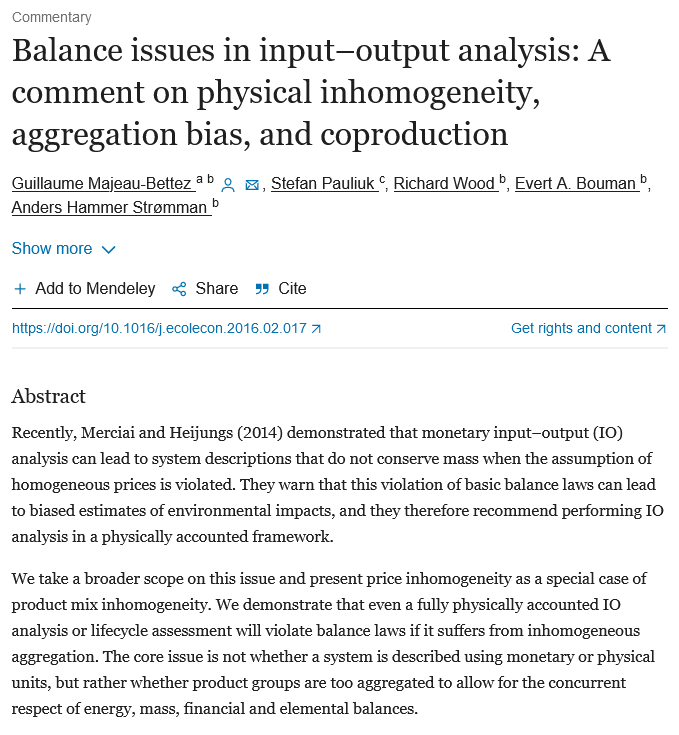 Commentary
Balance issues in input–output analysis: A
comment on physical inhomogeneity,
aggregation bias, and coproduction
Guillaume Majeau-Bettez a b , Stefan Pauliuk c, Richard Wood b, Evert A. Bouman b,
Anders Hammer Strømman b
Show more
+ Add to Mendeley Share Cite
https://doi.org/10.1016/j.ecolecon.2016.02.017 ↗ Get rights and content ↗
Abstract
Recently, Merciai and Heijungs (2014) demonstrated that monetary input–output (IO)
analysis can lead to system descriptions that do not conserve mass when the assumption of
homogeneous prices is violated. They warn that this violation of basic balance laws can lead
to biased estimates of environmental impacts, and they therefore recommend performing IO
analysis in a physically accounted framework.
We take a broader scope on this issue and present price inhomogeneity as a special case of
product mix inhomogeneity. We demonstrate that even a fully physically accounted IO
analysis or lifecycle assessment will violate balance laws if it suffers from inhomogeneous
aggregation. The core issue is not whether a system is described using monetary or physical
units, but rather whether product groups are too aggregated to allow for the concurrent
respect of energy, mass, financial and elemental balances.